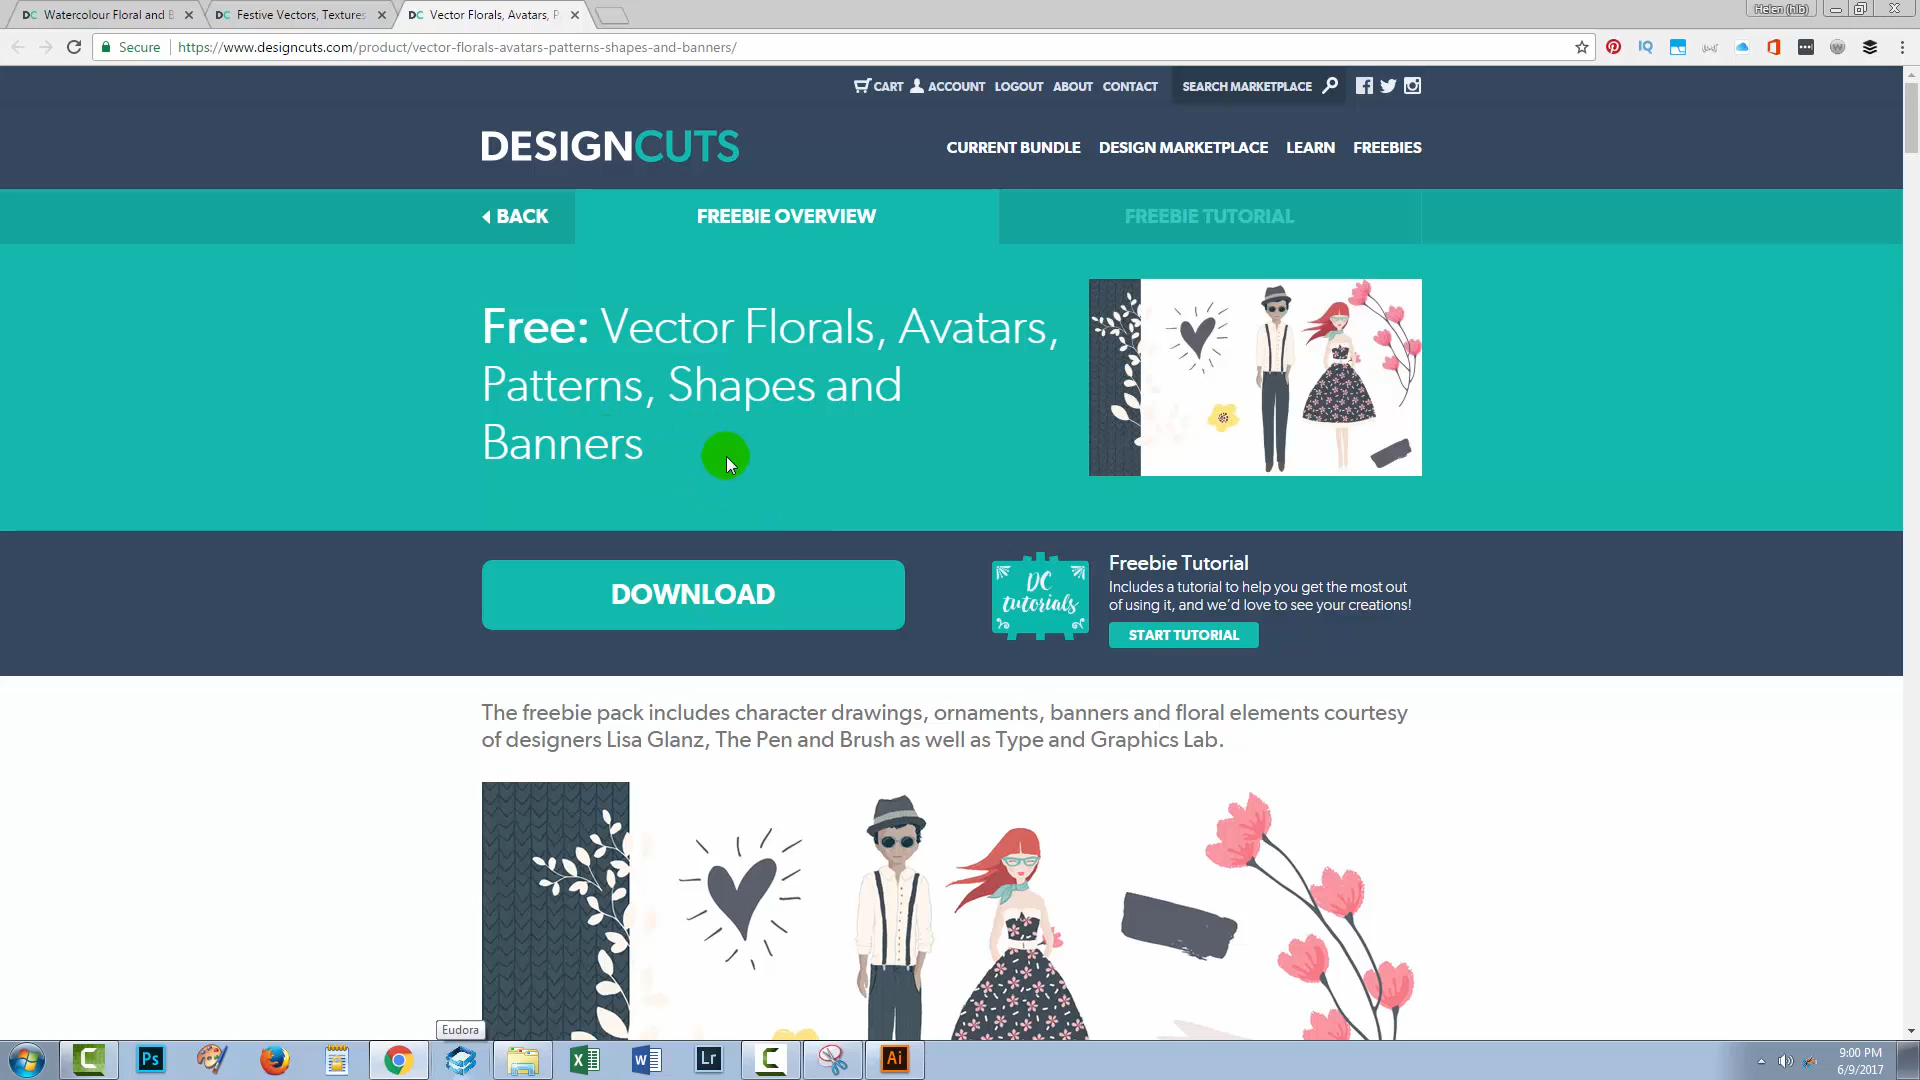 DC Watercolour Floral and B
DC Festive Vectors, Textures
DC Vector Florals, Avatars, P
Helen (hlb)
Secure
https://www.designcuts.com/product/vector-florals-avatars-patterns-shapes-and-banners/
IQ
CART ACCOUNT LOGOUT ABOUT CONTACT SEARCH MARKETPLACE
DESIGNCUTS
CURRENT BUNDLE DESIGN MARKETPLACE LEARN FREEBIES
BACK
FREEBIE OVERVIEW
FREEBIE TUTORIAL
Free: Vector Florals, Avatars,
Patterns, Shapes and
Banners
DOWNLOAD
DC
tutorials
Freebie Tutorial
Includes a tutorial to help you get the most out
of using it, and we'd love to see your creations!
START TUTORIAL
The freebie pack includes character drawings, ornaments, banners and floral elements courtesy
of designers Lisa Glanz, The Pen and Brush as well as Type and Graphics Lab.
Eudora
Ps
Lr
Ai
9:00 PM
6/9/2017